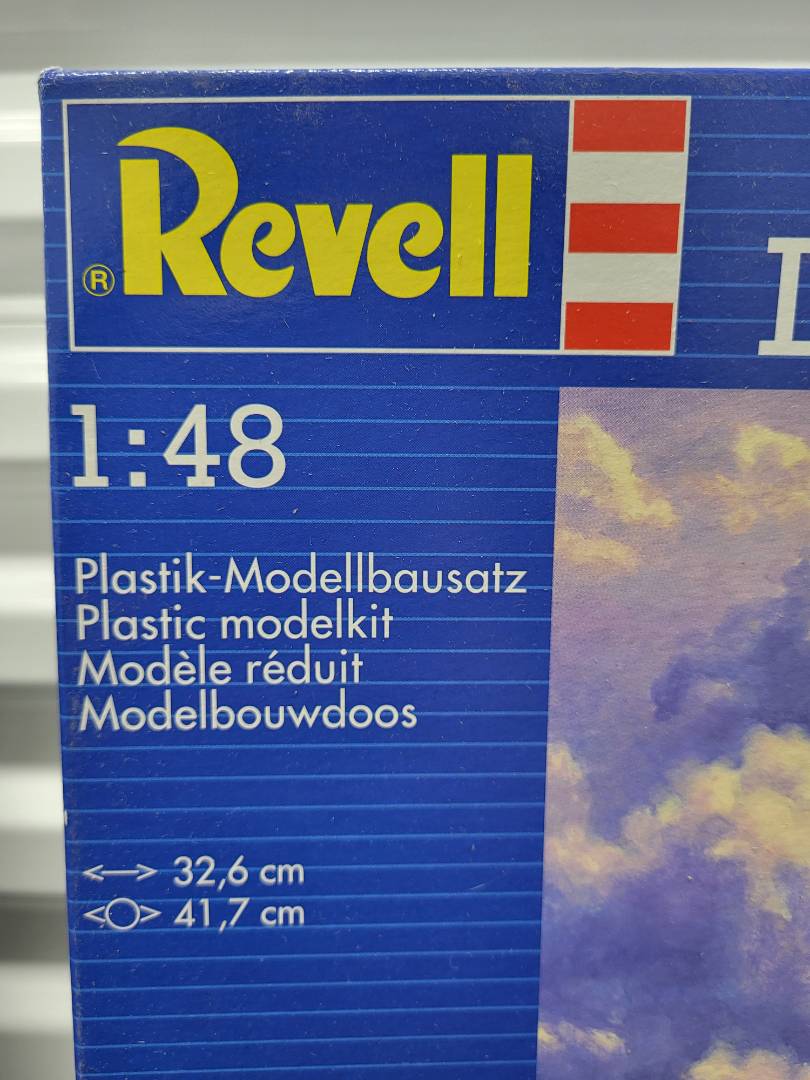 ® Revell
1:48
Plastik-Modellbausatz
Plastic modelkit
Modèle réduit
Modelbouwdoos
<—> 32,6 cm
<○> 41,7 cm